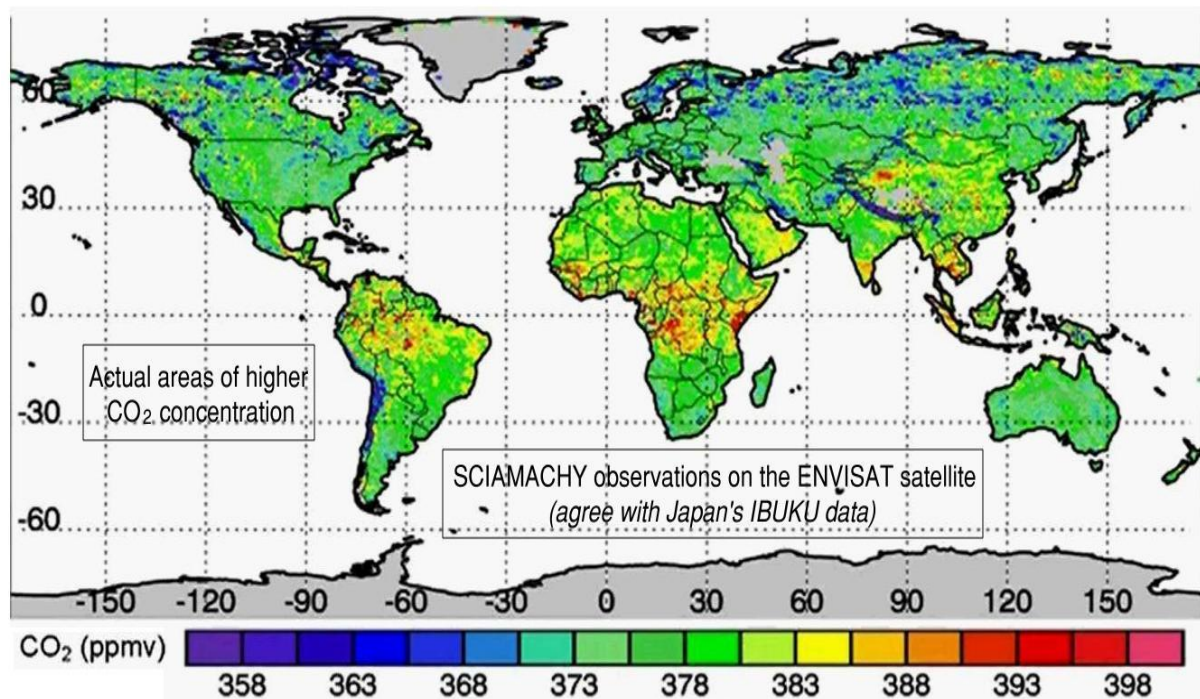 60
30
0
-30
-60
Actual areas of higher
CO₂ concentration
SCIAMACHY observations on the ENVISAT satellite
(agree with Japan's IBUKU data)
-150 -120 -90 -60 -30 0 30 60 90 120 150
CO₂ (ppmv)
358 363 368 373 378 383 388 393 398